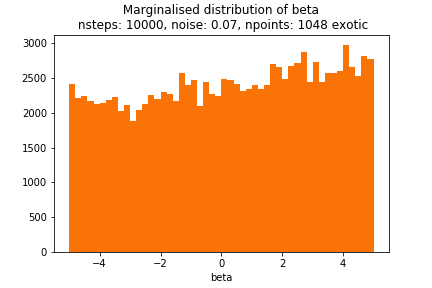 Marginalised distribution of beta
nsteps: 10000, noise: 0.07, npoints: 1048 exotic
3000
2500
2000
1500
1000
500
0
−4 −2 0 2 4
beta